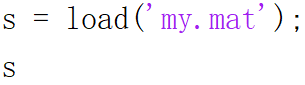 s = load('my.mat');
s